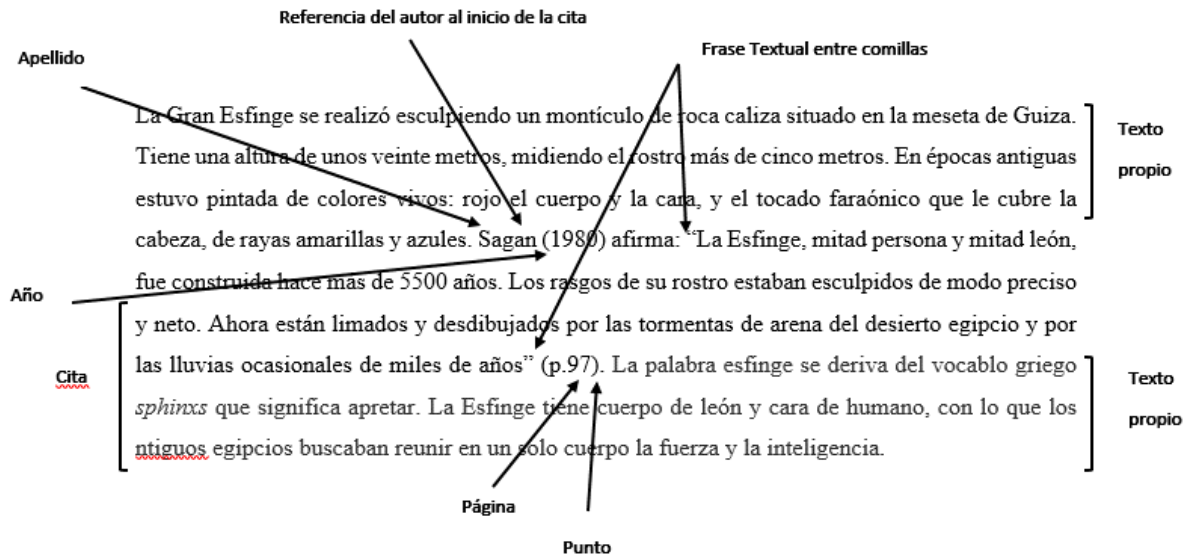 Referencia del autor al inicio de la cita
Frase Textual entre comillas
Apellido
La Gran Esfinge se realizó esculpiendo un montículo de roca caliza situado en la meseta de Guiza.
Texto
propio
Tiene una altura de unos veinte metros, midiendo el rostro más de cinco metros. En épocas antiguas
estuvo pintada de colores vivos: rojo el cuerpo y la cara, y el tocado faraónico que le cubre la
cabeza, de rayas amarillas y azules. Sagan (1980) afirma: “La Esfinge, mitad persona y mitad león,
Año
fue construida hace más de 5500 años. Los rasgos de su rostro estaban esculpidos de modo preciso
y neto. Ahora están limados y desdibujados por las tormentas de arena del desierto egipcio y por
Cita
las lluvias ocasionales de miles de años” (p.97). La palabra esfinge se deriva del vocablo griego
Texto
propio
sphinxs que significa apretar. La Esfinge tiene cuerpo de león y cara de humano, con lo que los
ntiguos egipcios buscaban reunir en un solo cuerpo la fuerza y la inteligencia.
Página
Punto